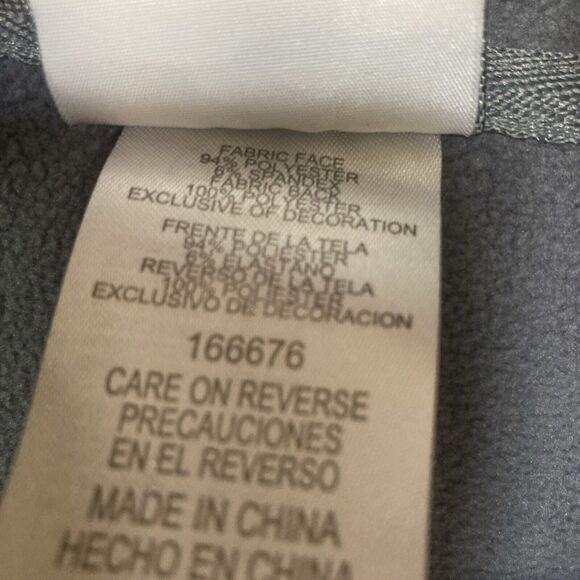 FABRIC FACE
94% POLYESTER
6% SPANDEX
FABRIC BACK
100% POLYESTER
EXCLUSIVE OF DECORATION
FRENTE DE LA TELA
94% POLIESTER
6% ELASTANO
REVERSO DE LA TELA
100% POLIESTER
EXCLUSIVO DE DECORACION
166676
CARE ON REVERSE
PRECAUCIONES
EN EL REVERSO
MADE IN CHINA
HECHO EN CHINA